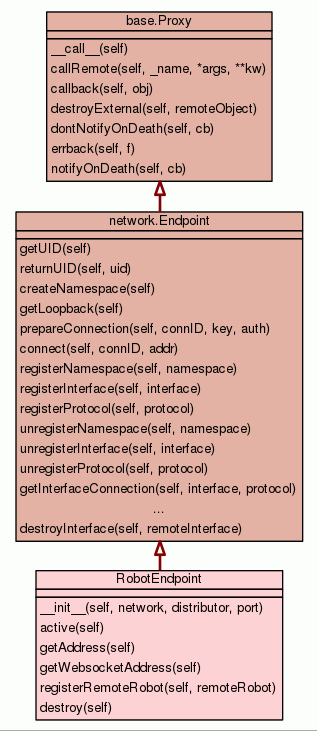 base.Proxy
__call__(self)
callRemote(self, _name, *args, **kw)
callback(self, obj)
destroyExternal(self, remoteObject)
dontNotifyOnDeath(self, cb)
errback(self, f)
notifyOnDeath(self, cb)
network.Endpoint
getUID(self)
returnUID(self, uid)
createNamespace(self)
getLoopback(self)
prepareConnection(self, connID, key, auth)
connect(self, connID, addr)
registerNamespace(self, namespace)
registerInterface(self, interface)
registerProtocol(self, protocol)
unregisterNamespace(self, namespace)
unregisterInterface(self, interface)
unregisterProtocol(self, protocol)
getInterfaceConnection(self, interface, protocol)
...
destroyInterface(self, remoteInterface)
RobotEndpoint
__init__(self, network, distributor, port)
active(self)
getAddress(self)
getWebsocketAddress(self)
registerRemoteRobot(self, remoteRobot)
destroy(self)